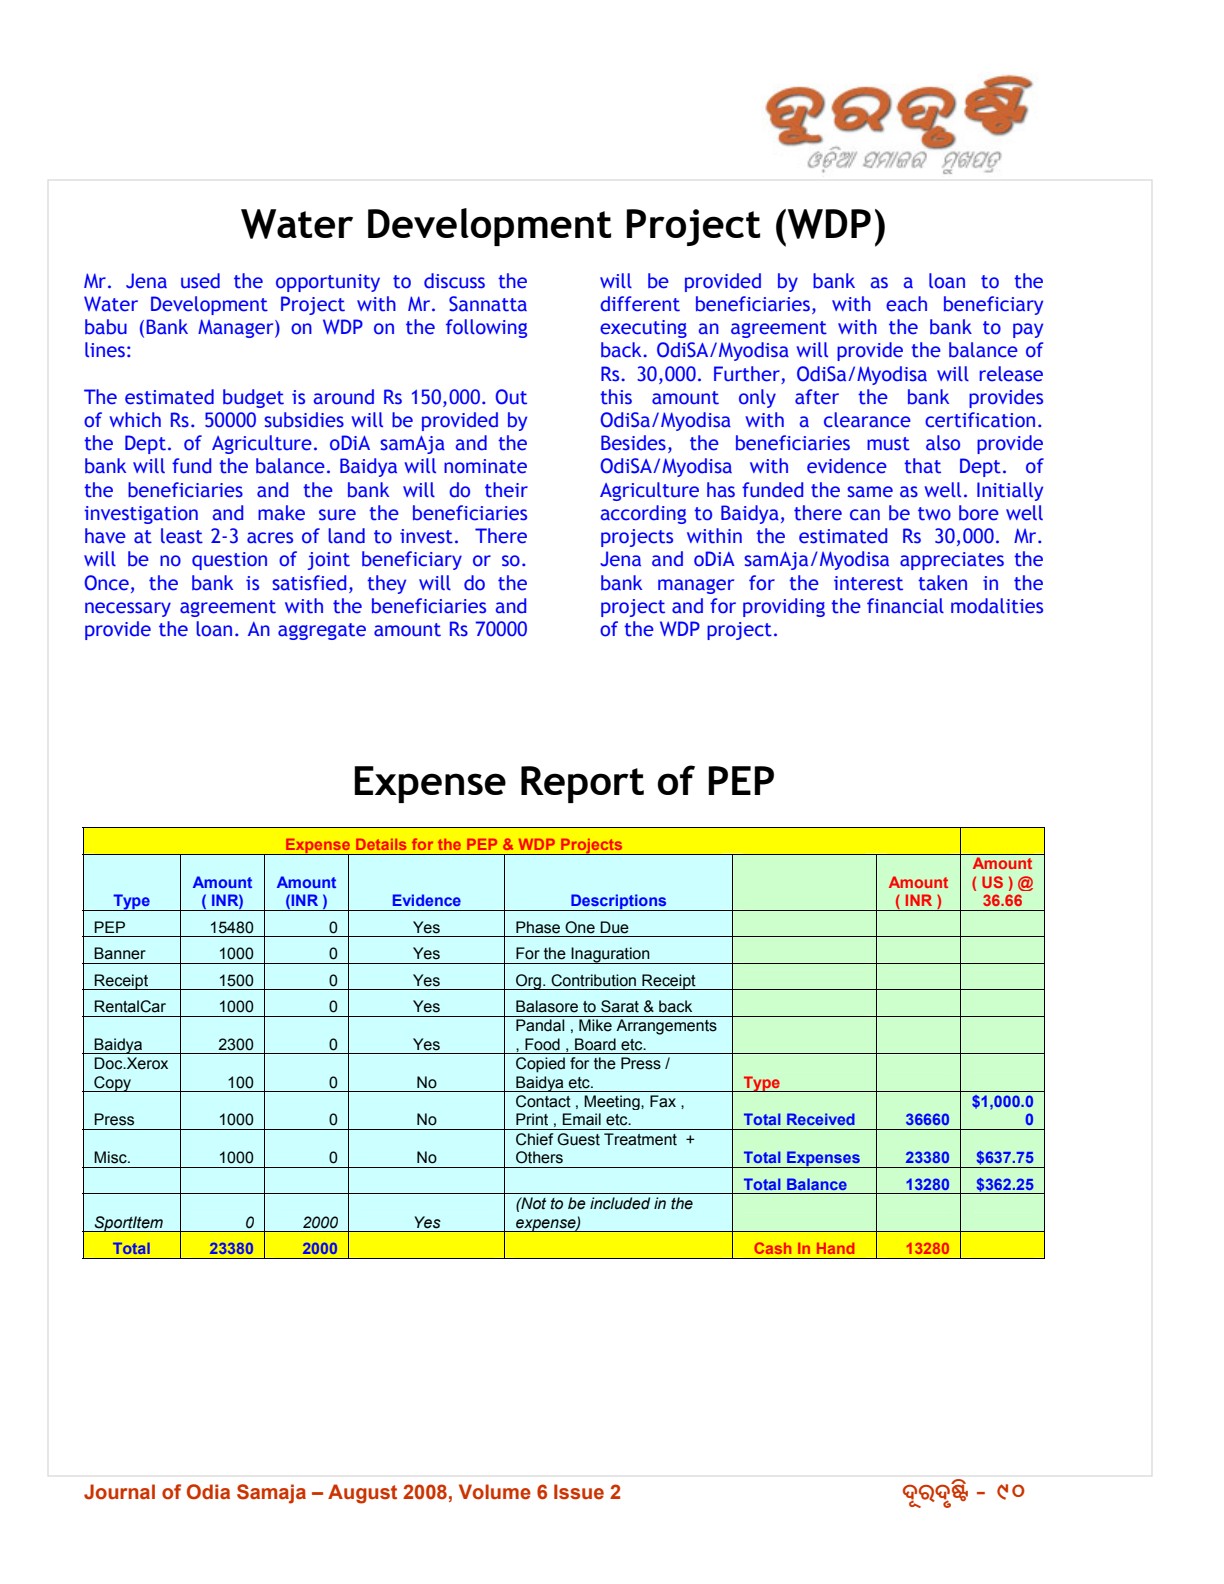 ଦୁରଦୃଷ୍ଟି
ଓଡ଼ିଆ ସମାଜର ମୁଖପତ୍ର
Water Development Project (WDP)
Mr. Jena used the opportunity to discuss the
Water Development Project with Mr. Sannatta
babu (Bank Manager) on WDP on the following
lines:
The estimated budget is around Rs 150,000. Out
of which Rs. 50000 subsidies will be provided by
the Dept. of Agriculture. oDiA samAja and the
bank will fund the balance. Baidya will nominate
the beneficiaries and the bank will do their
investigation and make sure the beneficiaries
have at least 2-3 acres of land to invest. There
will be no question of joint beneficiary or so.
Once, the bank is satisfied, they will do the
necessary agreement with the beneficiaries and
provide the loan. An aggregate amount Rs 70000
will be provided by bank as a loan to the
different beneficiaries, with each beneficiary
executing an agreement with the bank to pay
back. OdiSA/Myodisa will provide the balance of
Rs. 30,000. Further, OdiSa/Myodisa will release
this amount only after the bank provides
OdiSa/Myodisa with a clearance certification.
Besides, the beneficiaries must also provide
OdiSA/Myodisa with evidence that Dept. of
Agriculture has funded the same as well. Initially
according to Baidya, there can be two bore well
projects within the estimated Rs 30,000. Mr.
Jena and oDiA samAja/Myodisa appreciates the
bank manager for the interest taken in the
project and for providing the financial modalities
of the WDP project.
Expense Report of PEP
Expense Details for the PEP & WDP Projects
Type Amount ( INR) Amount (INR ) Evidence Descriptions Amount ( INR ) Amount ( US ) @ 36.66
PEP 15480 0 Yes Phase One Due
Banner 1000 0 Yes For the Inaguration
Receipt 1500 0 Yes Org. Contribution Receipt
RentalCar 1000 0 Yes Balasore to Sarat & back
Baidya 2300 0 Yes Pandal , Mike Arrangements , Food , Board etc.
Doc.Xerox Copy 100 0 No Copied for the Press / Baidya etc. Type
Press 1000 0 No Contact , Meeting, Fax , Print , Email etc. Total Received 36660 $1,000.00
Misc. 1000 0 No Chief Guest Treatment + Others Total Expenses 23380 $637.75
Total Balance 13280 $362.25
SportItem 0 2000 Yes (Not to be included in the expense)
Total 23380 2000 Cash In Hand 13280
Journal of Odia Samaja – August 2008, Volume 6 Issue 2
ଦୂରଦୃଷ୍ଟି - ୯୦